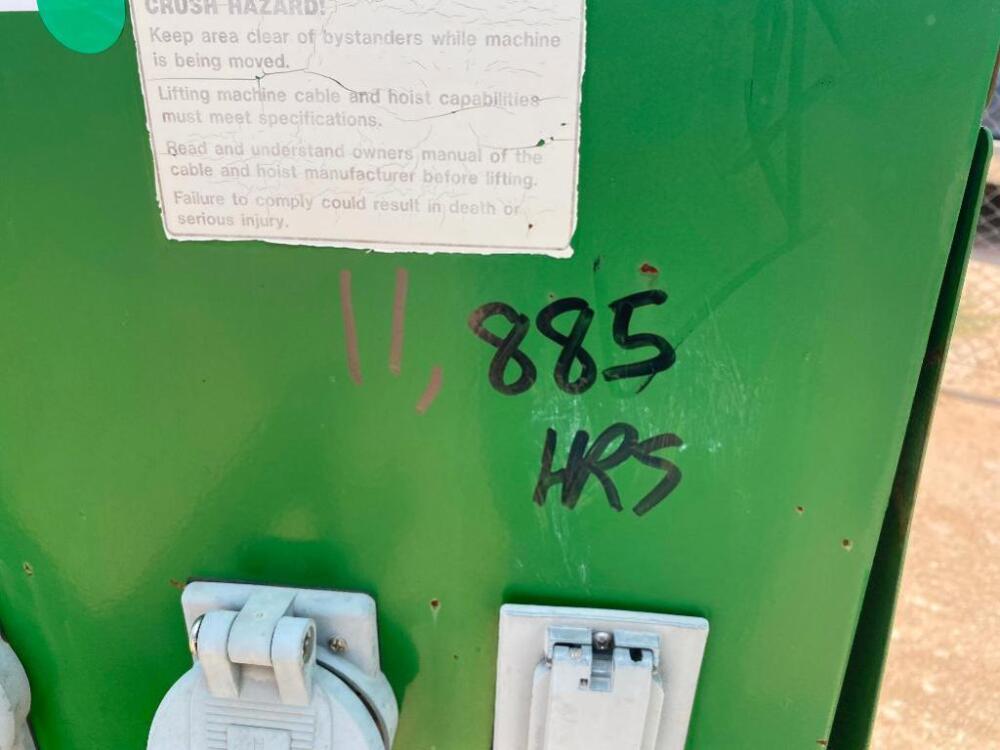 CRUSH HAZARD!
Keep area clear of bystanders while machine
is being moved.
Lifting machine cable and hoist capabilities
must meet specifications.
Read and understand owners manual of the
cable and hoist manufacturer before lifting.
Failure to comply could result in death or
serious injury.
11,885
HRS